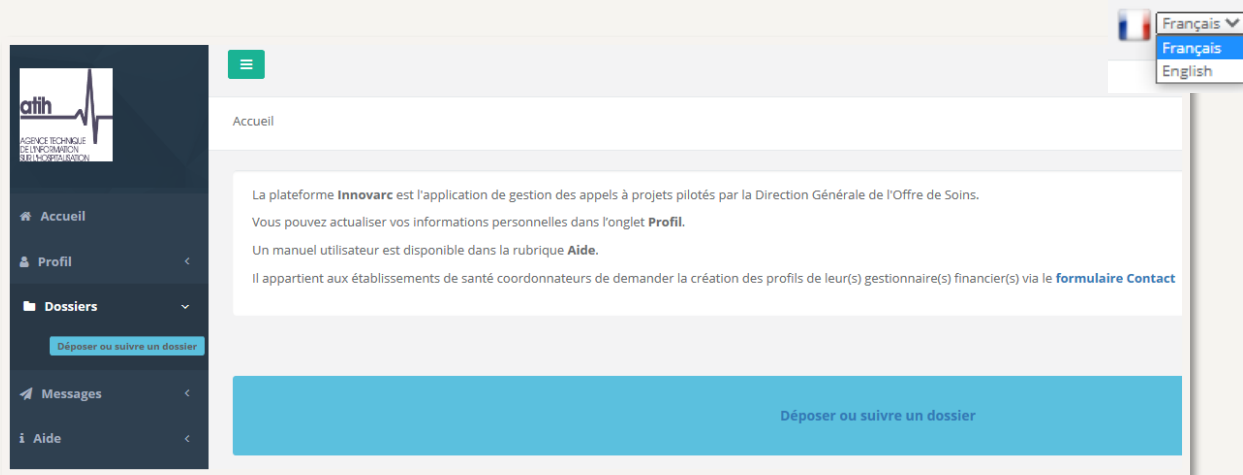 Français
Français
English
atih
AGENCE TECHNIQUE
DE L'INFORMATION
SUR L'HOSPITALISATION
Accueil
Profil
Dossiers
Déposer ou suivre un dossier
Messages
i Aide
Accueil
La plateforme Innovarc est l'application de gestion des appels à projets pilotés par la Direction Générale de l'Offre de Soins.
Vous pouvez actualiser vos informations personnelles dans l'onglet Profil.
Un manuel utilisateur est disponible dans la rubrique Aide.
Il appartient aux établissements de santé coordonnateurs de demander la création des profils de leur(s) gestionnaire(s) financier(s) via le formulaire Contact
Déposer ou suivre un dossier